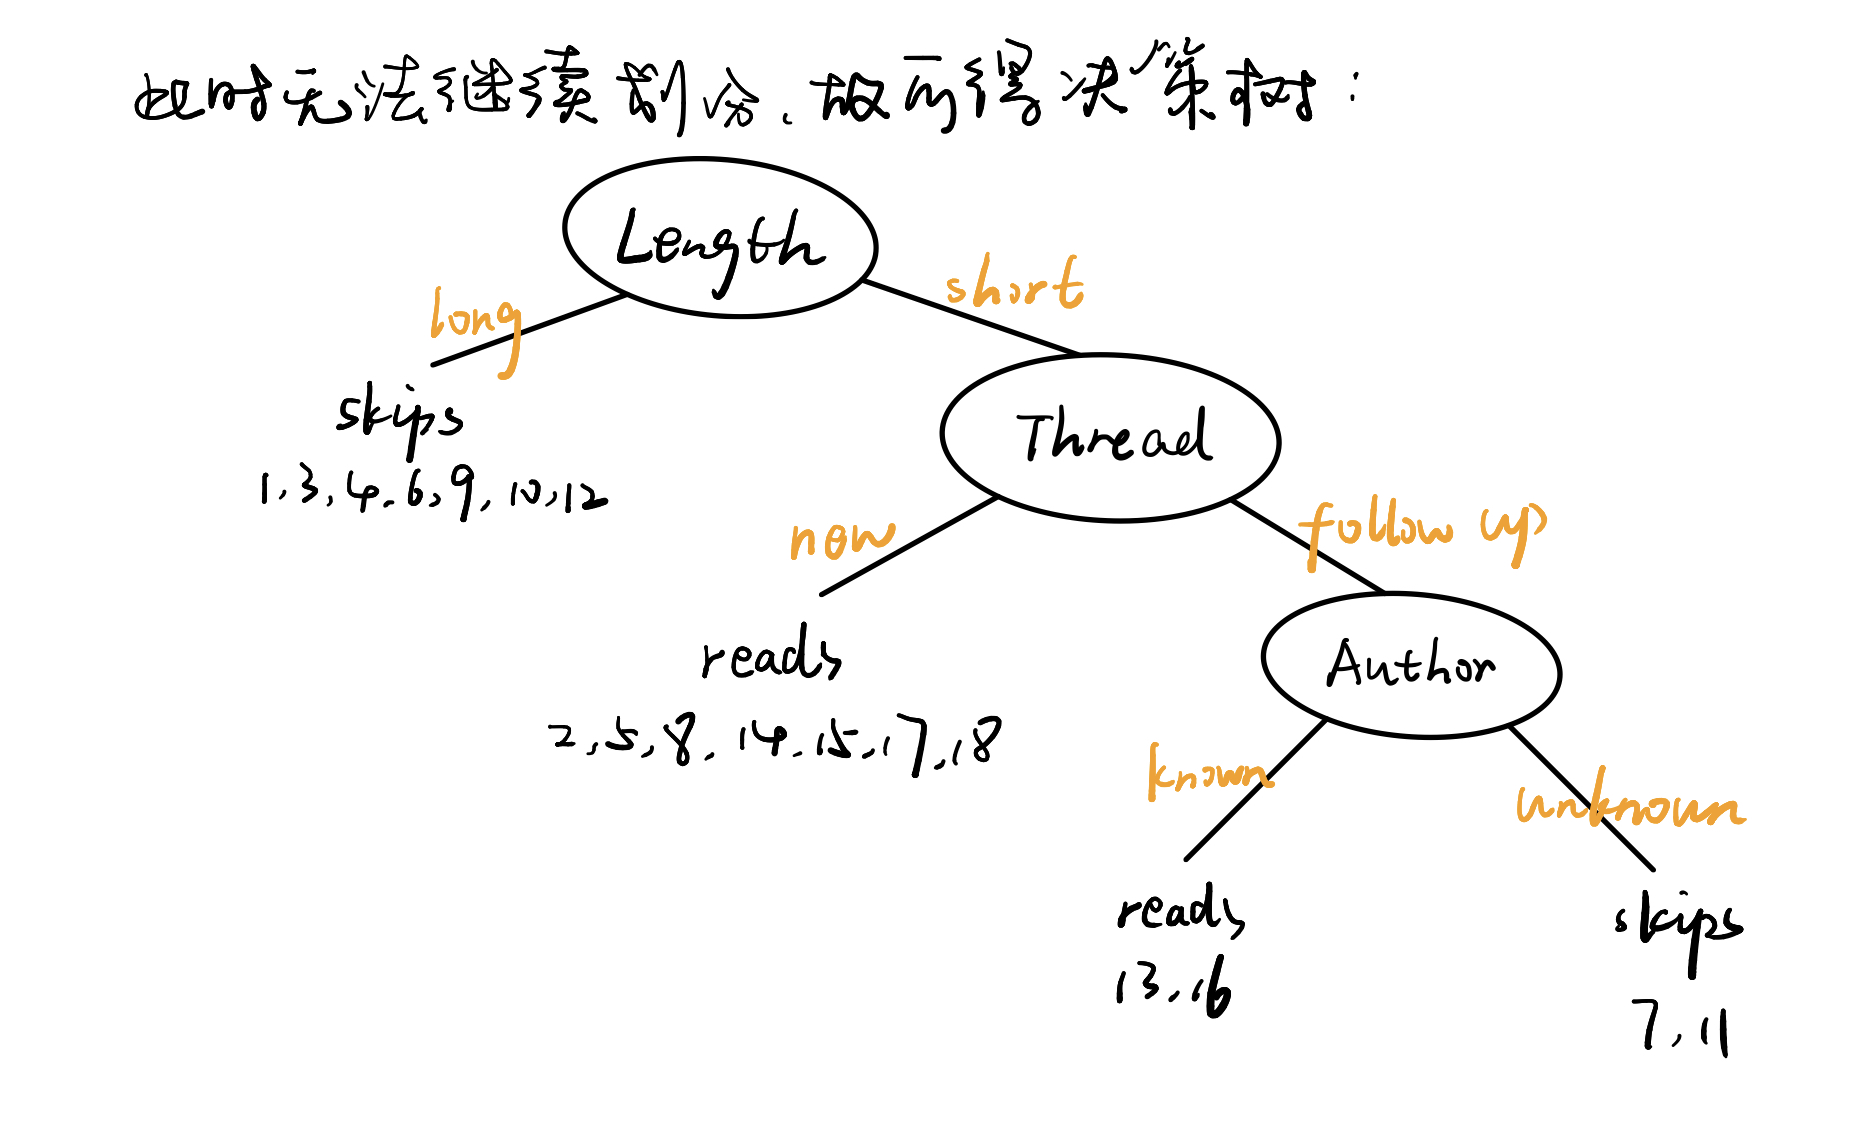 此时无法继续划分,故可得决策树:
Length
long
short
skips
1,3,4,6,9,10,12
Thread
new
follow up
reads
2,5,8,14,15,17,18
Author
known
unknown
reads
13,16
skips
7,11